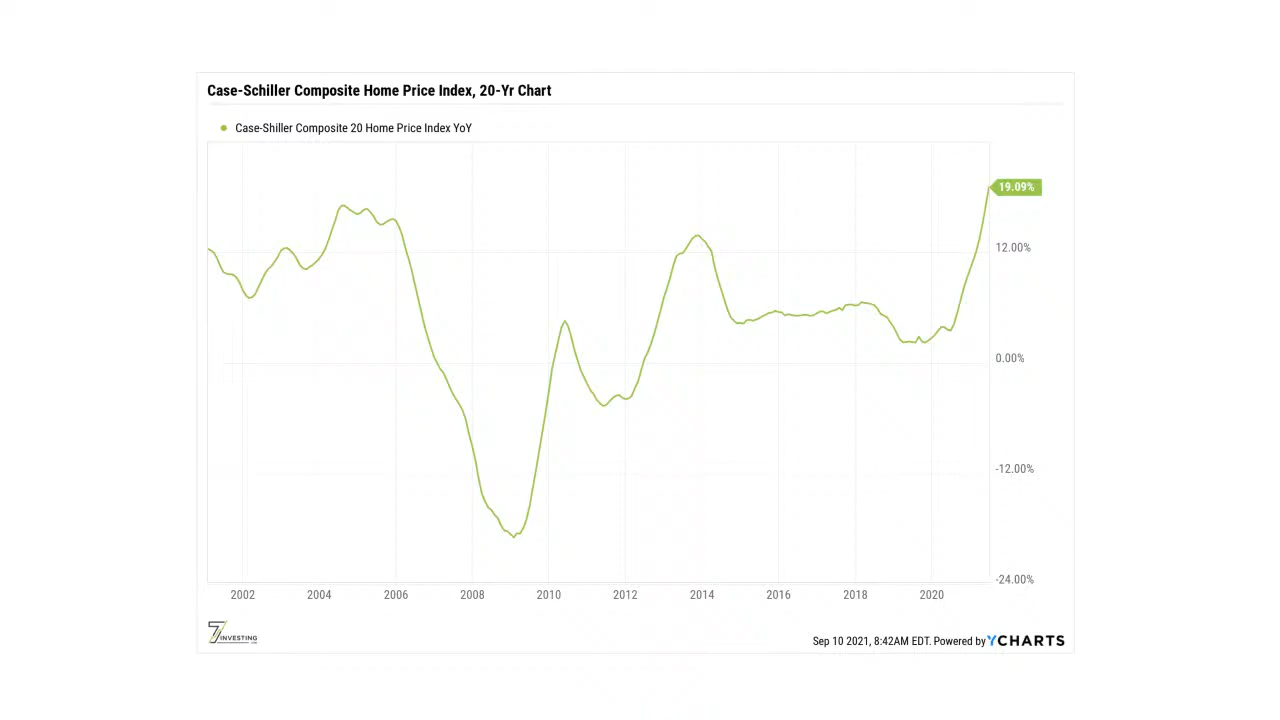 Case-Schiller Composite Home Price Index, 20-Yr Chart
Case-Shiller Composite 20 Home Price Index YoY
19.09%
12.00%
0.00%
-12.00%
-24.00%
2002 2004 2006 2008 2010 2012 2014 2016 2018 2020
7INVESTING
Sep 10 2021, 8:42AM EDT. Powered by YCHARTS